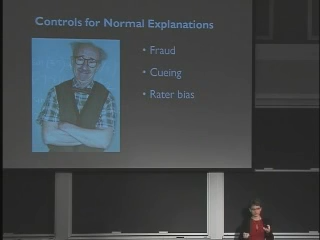 Controls for Normal Explanations
• Fraud
• Cueing
• Rater bias